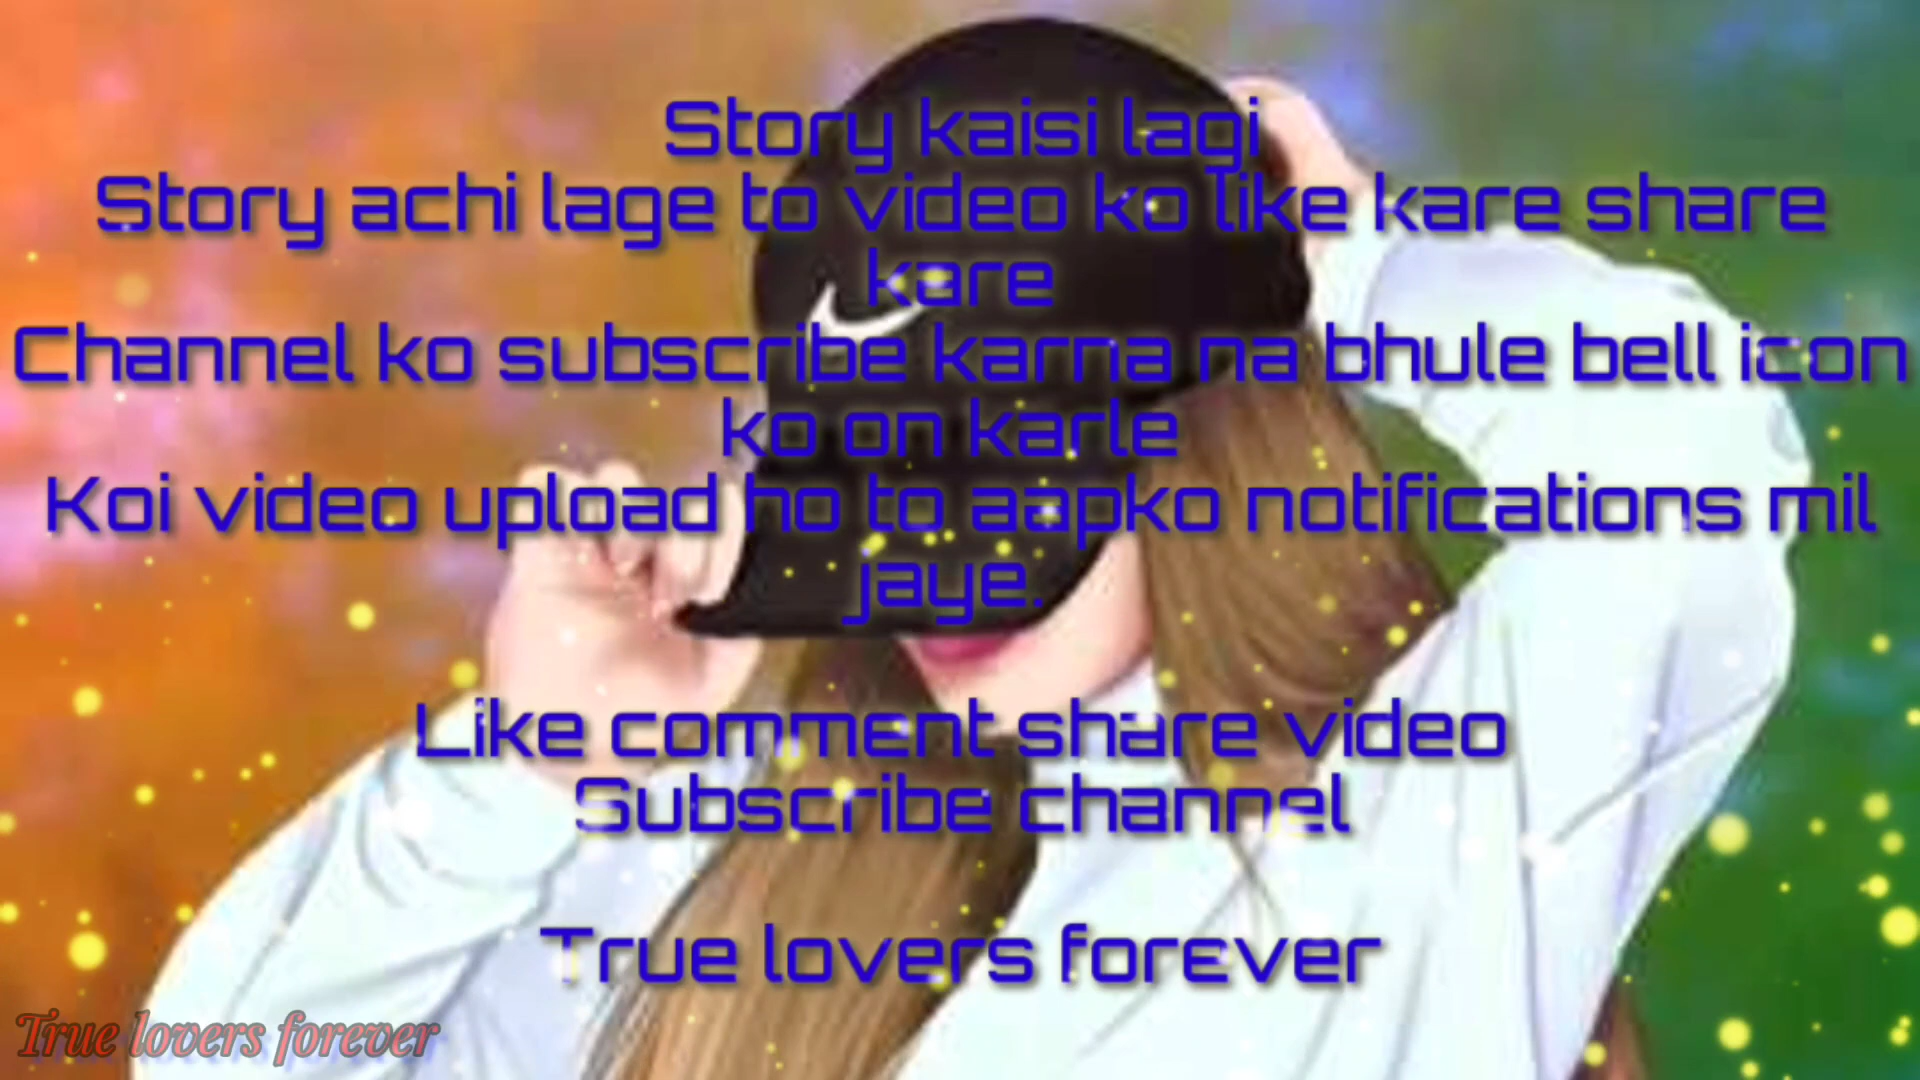 Story kaisi lagi
Story achi lage to video ko like kare share
kare
Channel ko subscribe karna na bhule bell icon
ko on karle
Koi video upload ho to aapko notifications mil
jaye.
Like comment share video
Subscribe channel
True lovers forever
True lovers forever